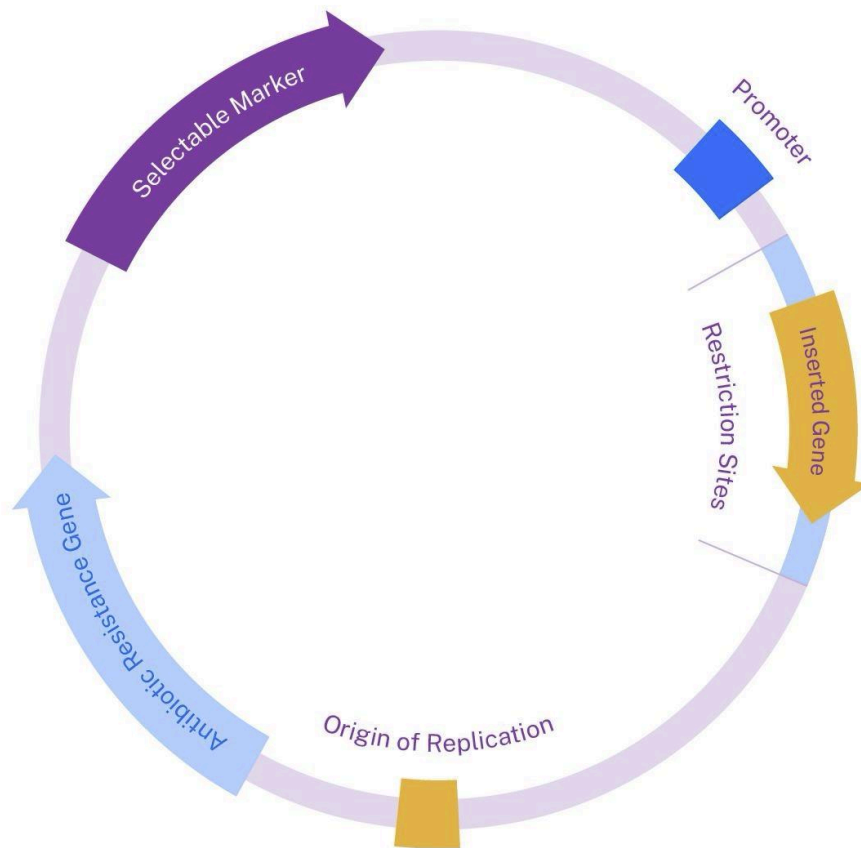 Selectable Marker
Promoter
Inserted Gene
Restriction Sites
Origin of Replication
Antibiotic Resistance Gene